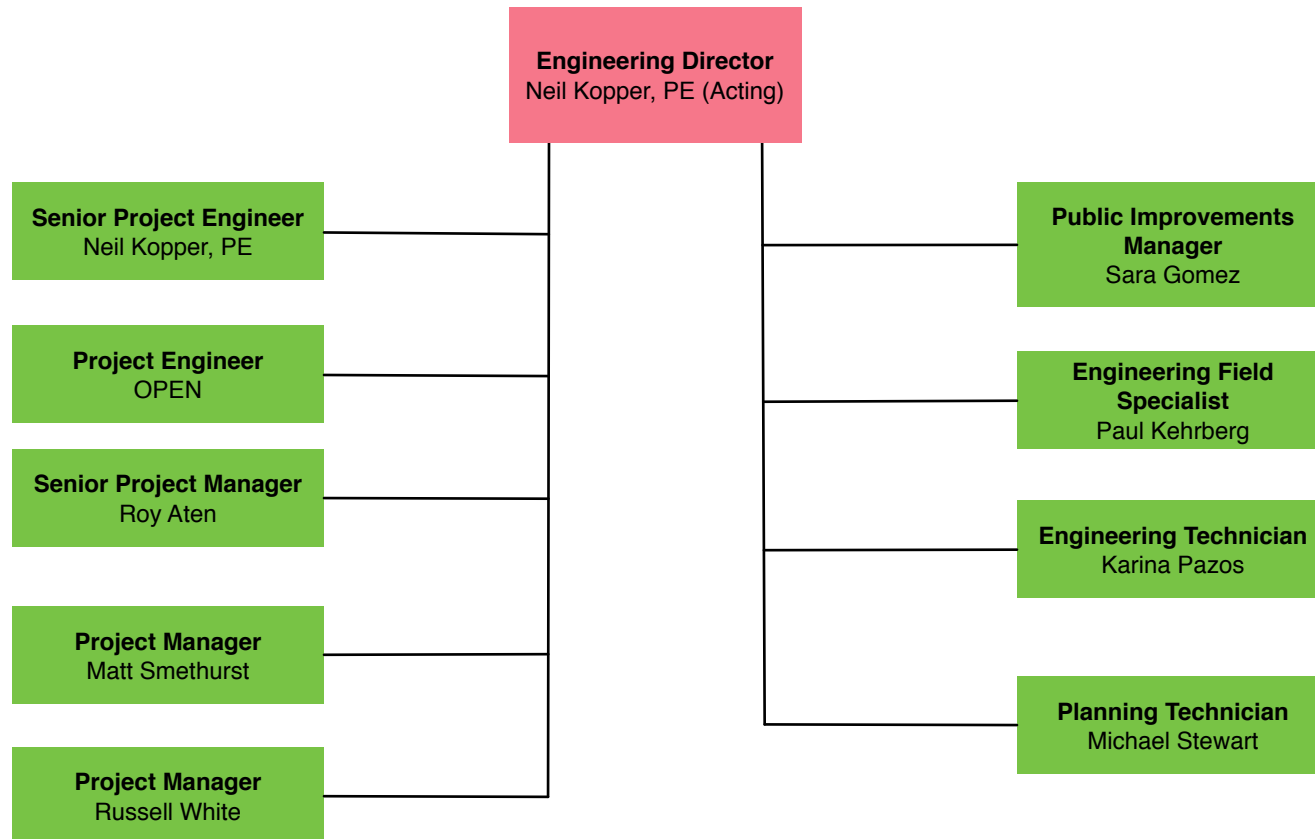 Engineering Director
Neil Kopper, PE (Acting)
Senior Project Engineer
Neil Kopper, PE
Project Engineer
OPEN
Senior Project Manager
Roy Aten
Project Manager
Matt Smethurst
Project Manager
Russell White
Public Improvements
Manager
Sara Gomez
Engineering Field
Specialist
Paul Kehrberg
Engineering Technician
Karina Pazos
Planning Technician
Michael Stewart